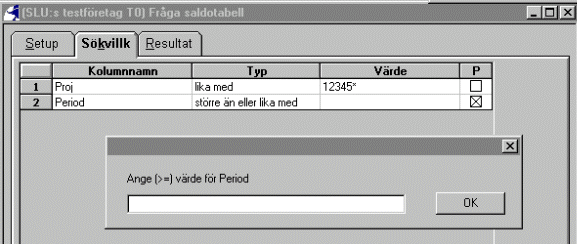 (SLU:s testföretag T0) Fråga saldotabell
Setup Sökvillk Resultat
Kolumnnamn Typ Värde P
1 Proj lika med 12345*
2 Period större än eller lika med
Ange (>=) värde för Period
OK